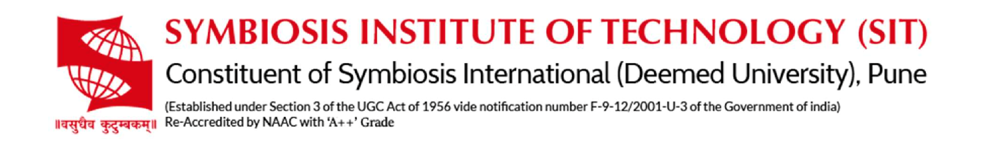 SYMBIOSIS INSTITUTE OF TECHNOLOGY (SIT)
Constituent of Symbiosis International (Deemed University), Pune
(Established under Section 3 of the UGC Act of 1956 vide notification number F-9-12/2001-U-3 of the Government of india)
Re-Accredited by NAAC with ‘A++’ Grade
॥वसुधैव कुटुम्बकम्॥